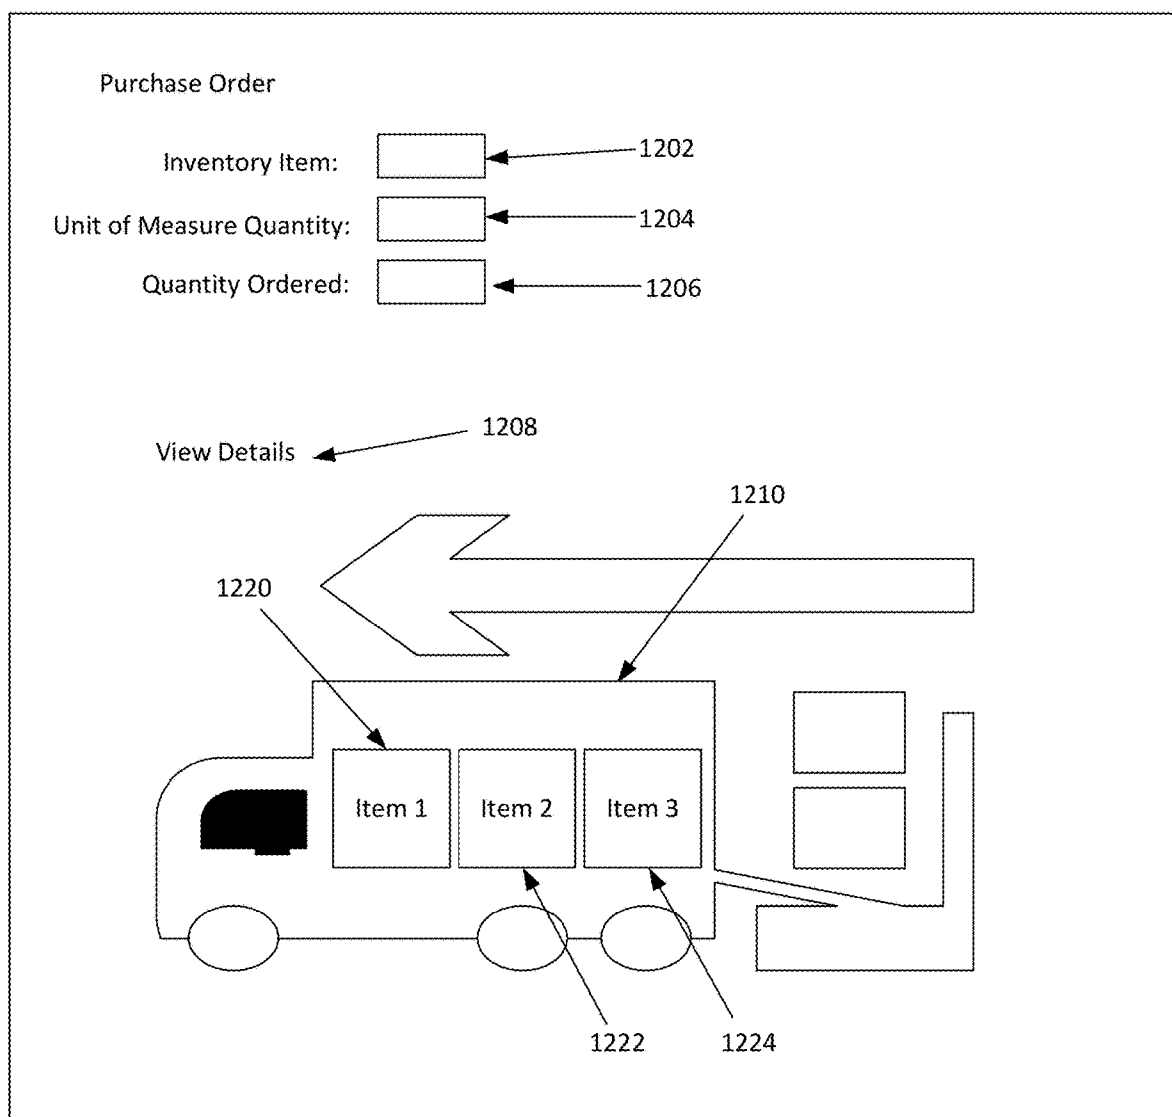 Purchase Order
Inventory Item:
1202
Unit of Measure Quantity:
1204
Quantity Ordered:
1206
View Details
1208
1210
1220
Item 1
Item 2
Item 3
1222
1224